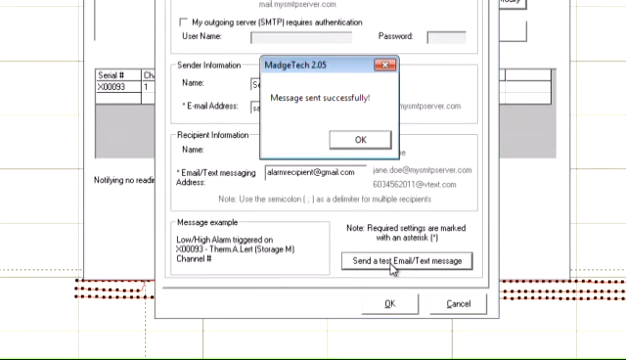 mail.mysmtpserver.com
My outgoing server (SMTP) requires authentication
User Name:
Password:
Serial #
X00093 1
Sender Information
Name:
* E-mail Address:
mysmtpserver.com
MadgeTech 2.05
Message sent successfully!
OK
Recipient Information
Name:
* Email/Text messaging
Address:
alarmrecipient@gmail.com
jane.doe@mysmtpserver.com
6034562011@vtext.com
Note: Use the semicolon ( ; ) as a delimiter for multiple recipients
Notifying no readin
Message example
Low/High Alarm triggered on
X00093 - Therm.A.Lert (Storage M)
Channel #
Note: Required settings are marked
with an asterisk (*)
Send a test Email/Text message
OK
Cancel